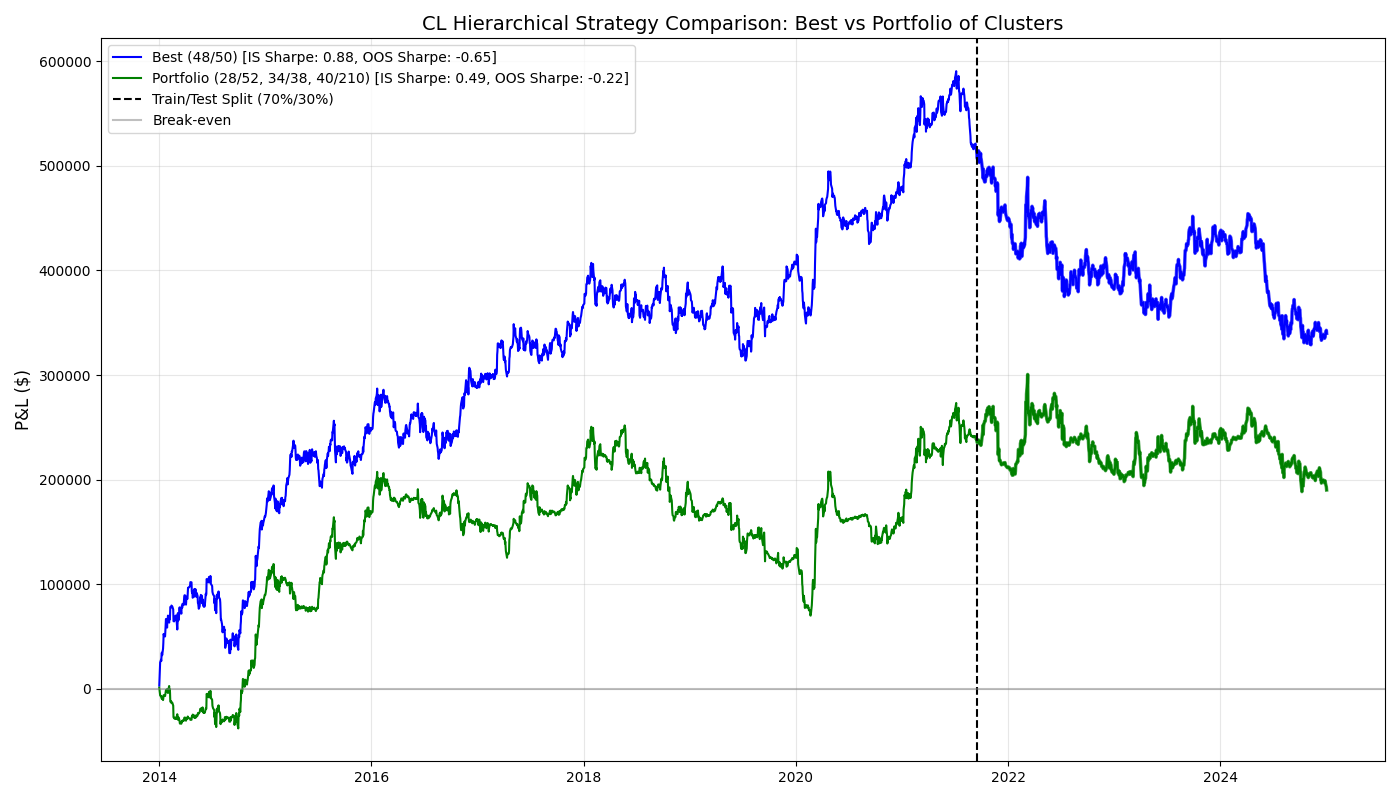 CL Hierarchical Strategy Comparison: Best vs Portfolio of Clusters
Best (48/50) [IS Sharpe: 0.88, OOS Sharpe: -0.65]
Portfolio (28/52, 34/38, 40/210) [IS Sharpe: 0.49, OOS Sharpe: -0.22]
Train/Test Split (70%/30%)
Break-even
P&L ($)
600000
500000
400000
300000
200000
100000
0
2014
2016
2018
2020
2022
2024